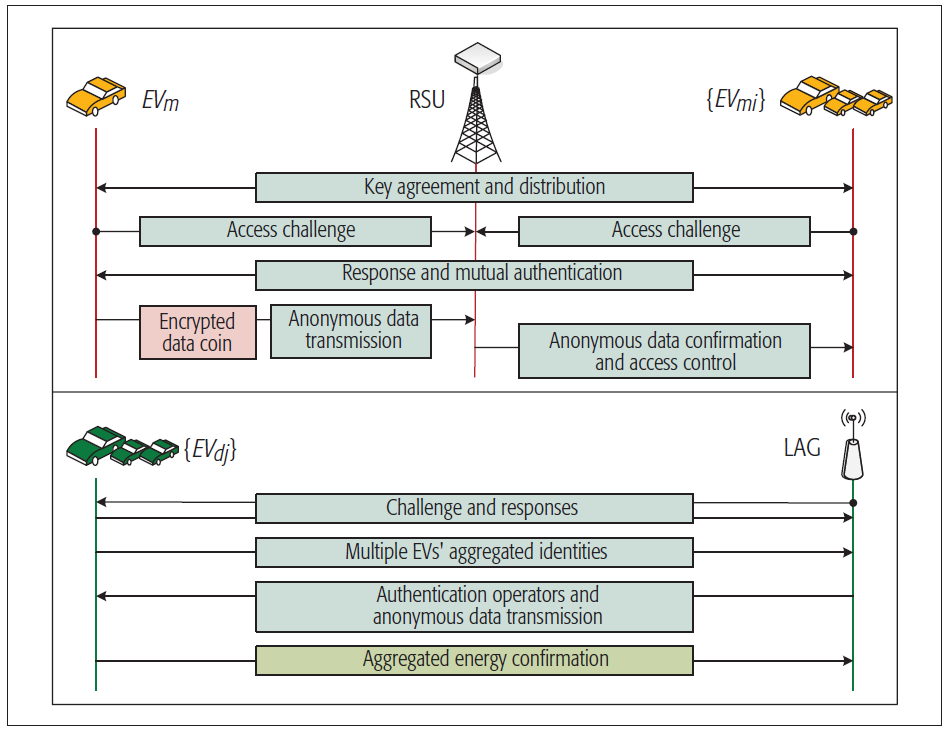 EVm
RSU
{EVmi}
Key agreement and distribution
Access challenge
Access challenge
Response and mutual authentication
Encrypted
data coin
Anonymous data
transmission
Anonymous data confirmation
and access control
{EVdj}
LAG
Challenge and responses
Multiple EVs' aggregated identities
Authentication operators and
anonymous data transmission
Aggregated energy confirmation